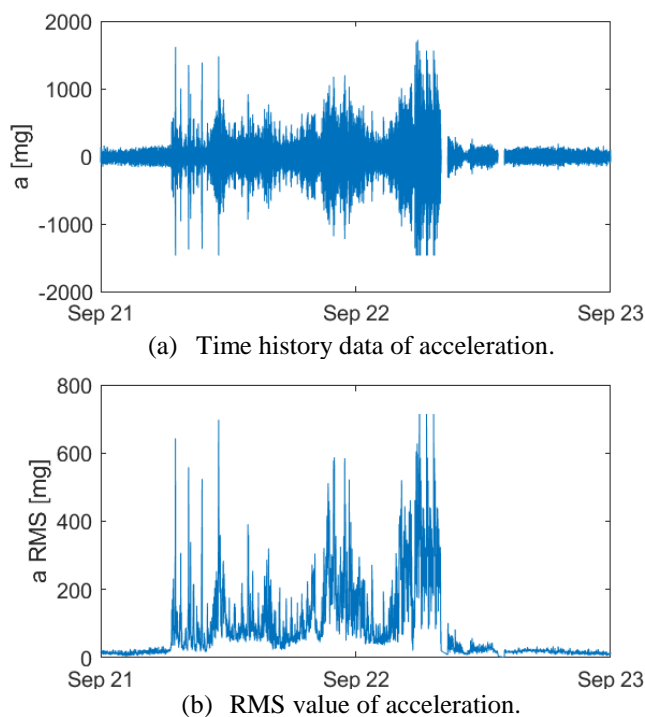 2000
1000
0
-1000
-2000
a [mg]
Sep 21 Sep 22 Sep 23
(a) Time history data of acceleration.
800
600
400
200
0
a RMS [mg]
Sep 21 Sep 22 Sep 23
(b) RMS value of acceleration.